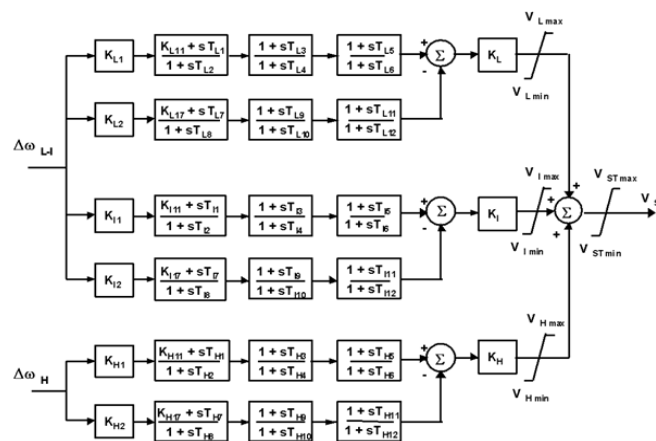 V L max
K L1
K L11 + sT L1
1 + sT L2
1 + sT L3
1 + sT L4
1 + sT L5
1 + sT L6
+
Σ
-
K L
V L min
K L2
K L17 + sT L7
1 + sT L8
1 + sT L9
1 + sT L10
1 + sT L11
1 + sT L12
Δω L-I
K I1
K I11 + sT I1
1 + sT I2
1 + sT I3
1 + sT I4
1 + sT I5
1 + sT I6
+
Σ
-
K I
V I max
V I min
+
+
+
Σ
V STmax
V STmin
K I2
K I17 + sT I7
1 + sT I8
1 + sT I9
1 + sT I10
1 + sT I11
1 + sT I12
Δω H
K H1
K H11 + sT H1
1 + sT H2
1 + sT H3
1 + sT H4
1 + sT H5
1 + sT H6
+
Σ
-
K H
V H max
V H min
K H2
K H17 + sT H7
1 + sT H8
1 + sT H9
1 + sT H10
1 + sT H11
1 + sT H12